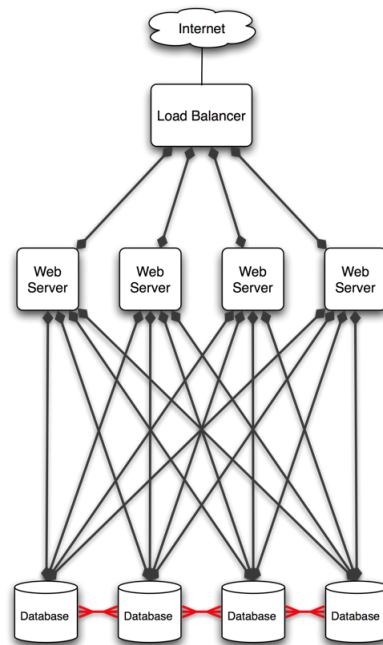 Internet
Load Balancer
Web
Server
Web
Server
Web
Server
Web
Server
Database
Database
Database
Database